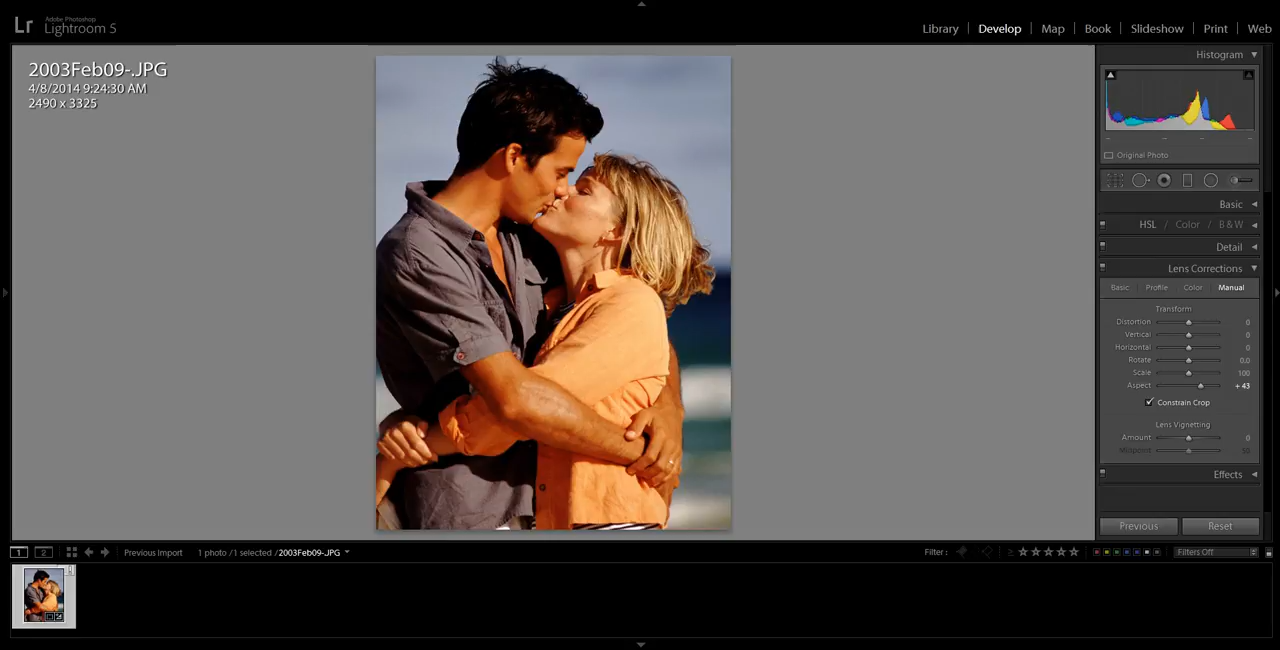 Lr
Adobe Photoshop
Lightroom 5
Library | Develop | Map | Book | Slideshow | Print | Web
2003Feb09-.JPG
4/8/2014 9:24:30 AM
2490 x 3325
Histogram
Original Photo
Basic
HSL / Color / B & W
Detail
Lens Corrections
Basic Profile Color Manual
Transform
Distortion 0
Vertical 0
Horizontal 0
Rotate 0.0
Scale 100
Aspect + 43
Constrain Crop
Lens Vignetting
Amount 0
Midpoint 50
Effects
Previous Reset
1 2 Previous Import 1 photo /1 selected /2003Feb09-.JPG Filter : Filters Off